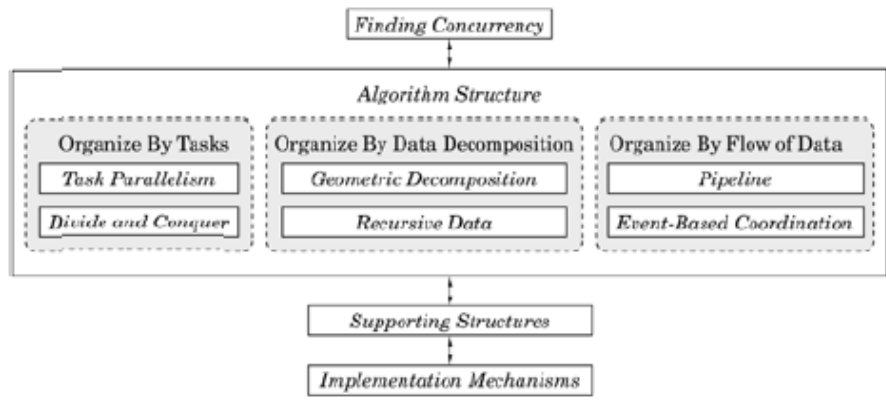 Finding Concurrency
Algorithm Structure
Organize By Tasks
Task Parallelism
Divide and Conquer
Organize By Data Decomposition
Geometric Decomposition
Recursive Data
Organize By Flow of Data
Pipeline
Event-Based Coordination
Supporting Structures
Implementation Mechanisms